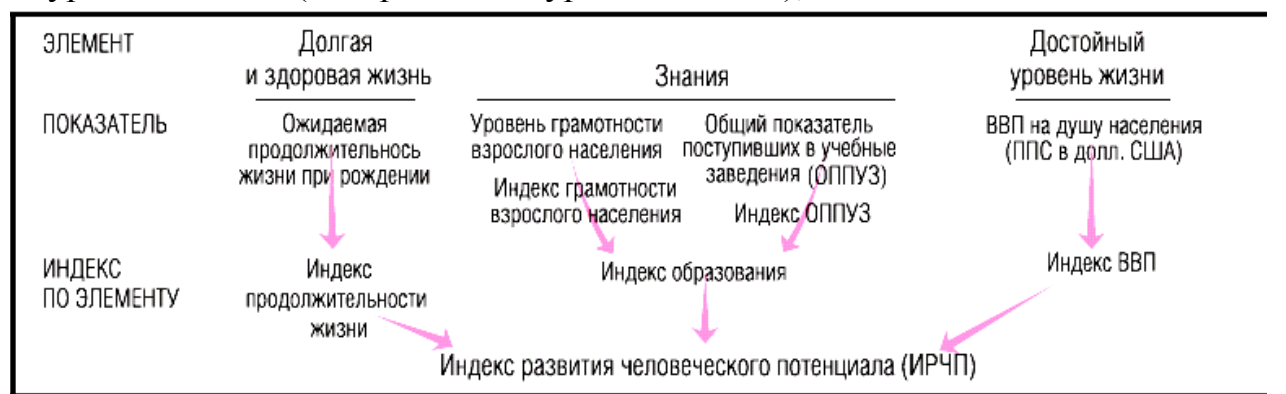 ЭЛЕМЕНТ
Долгая
и здоровая жизнь
Знания
Достойный
уровень жизни
ПОКАЗАТЕЛЬ
Ожидаемая
продолжительнось
жизни при рождении
Уровень грамотности
взрослого населения
Индекс грамотности
взрослого населения
Общий показатель
поступивших в учебные
заведения (ОППУЗ)
Индекс ОППУЗ
ВВП на душу населения
(ППС в допл. США)
ИНДЕКС
ПО ЭЛЕМЕНТУ
Индекс
продолжительности
жизни
Индекс образования
Индекс ВВП
Индекс развития человеческого потенциала (ИРЧП)